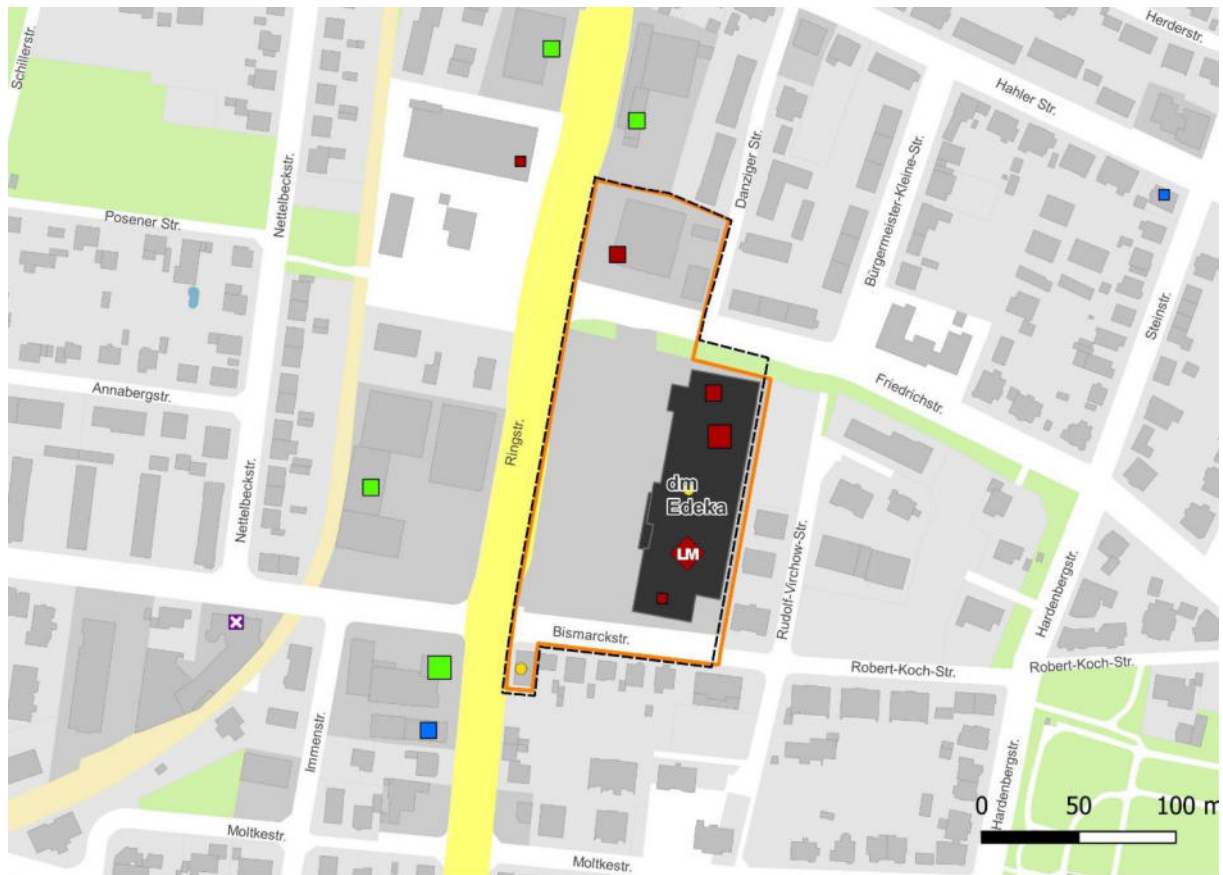 Herderstr.
Schillerstr.
Hahler Str.
Danziger Str.
Bürgermeister-Kleine-Str.
Nettelbeckstr.
Posener Str.
Steinstr.
Annabergstr.
Friedrichstr.
Ringstr.
Nettelbeckstr.
dm
Edeka
LM
Rudolf-Virchow-Str.
Hardenbergstr.
Bismarckstr.
Robert-Koch-Str.
Robert-Koch-Str.
Immenstr.
Hardenbergstr.
0 50 100 m
Moltkestr.
Moltkestr.